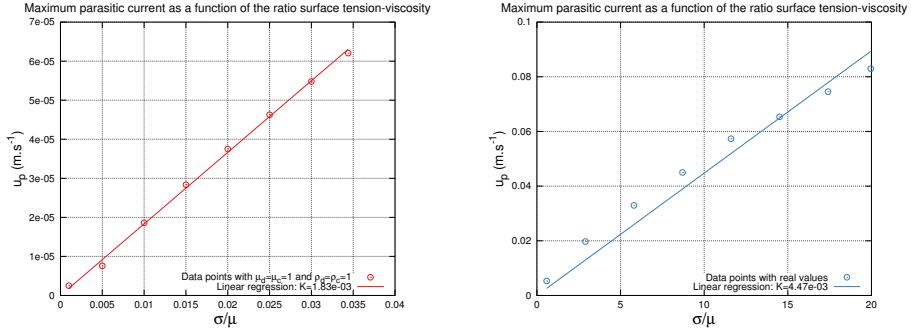 Maximum parasitic current as a function of the ratio surface tension-viscosity
7e-05
6e-05
5e-05
4e-05
3e-05
2e-05
1e-05
0
u_p (m.s⁻¹)
0 0.005 0.01 0.015 0.02 0.025 0.03 0.035 0.04
σ/μ
Data points with μ_d=μ_c=1 and ρ_d=ρ_c=1
Linear regression: K=1.83e-03
Maximum parasitic current as a function of the ratio surface tension-viscosity
0.1
0.08
0.06
0.04
0.02
0
u_p (m.s⁻¹)
0 5 10 15 20
σ/μ
Data points with real values
Linear regression: K=4.47e-03